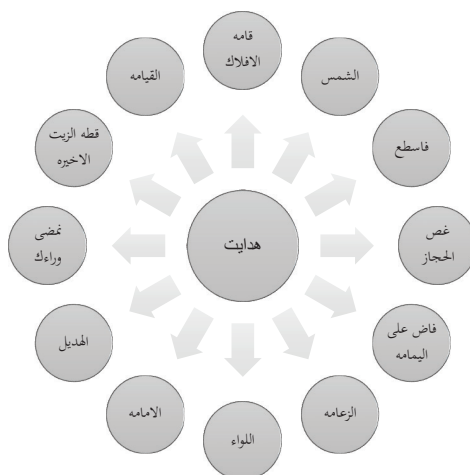 قامه
الافلاك
الشمس
فاسطع
غص
الحجاز
فاض على
اليمامه
الزعامه
اللواء
الامامه
الهديل
نمضى
وراءك
قطه الزيت
الاخيره
القيامه
هدایت